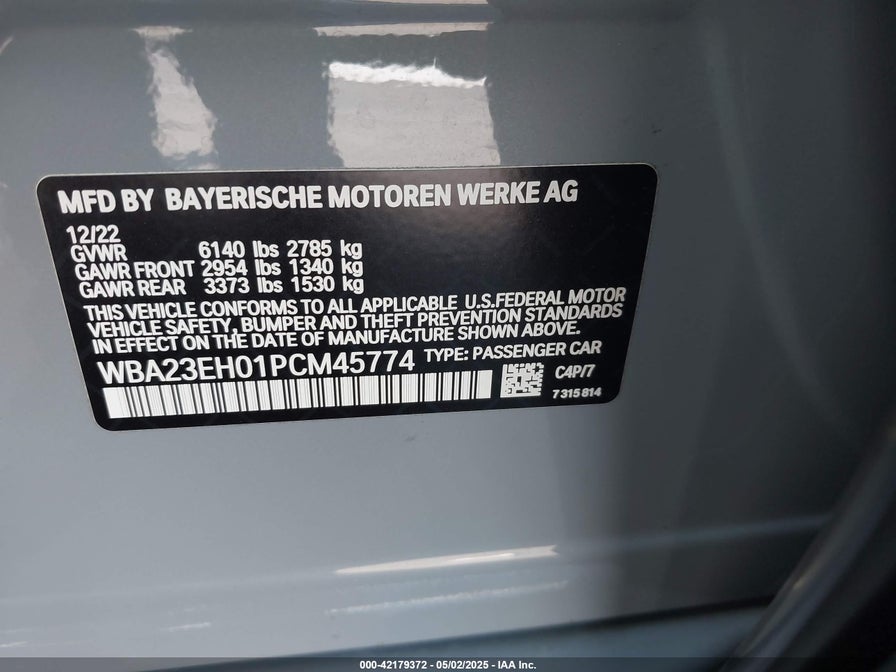 MFD BY BAYERISCHE MOTOREN WERKE AG
12/22
GVWR 6140 lbs 2785 kg
GAWR FRONT 2954 lbs 1340 kg
GAWR REAR 3373 lbs 1530 kg
THIS VEHICLE CONFORMS TO ALL APPLICABLE U.S.FEDERAL MOTOR
VEHICLE SAFETY, BUMPER AND THEFT PREVENTION STANDARDS
IN EFFECT ON THE DATE OF MANUFACTURE SHOWN ABOVE.
WBA23EH01PCM45774 TYPE: PASSENGER CAR
C4P/7
7315814
000-42179372 - 05/02/2025 - IAA Inc.